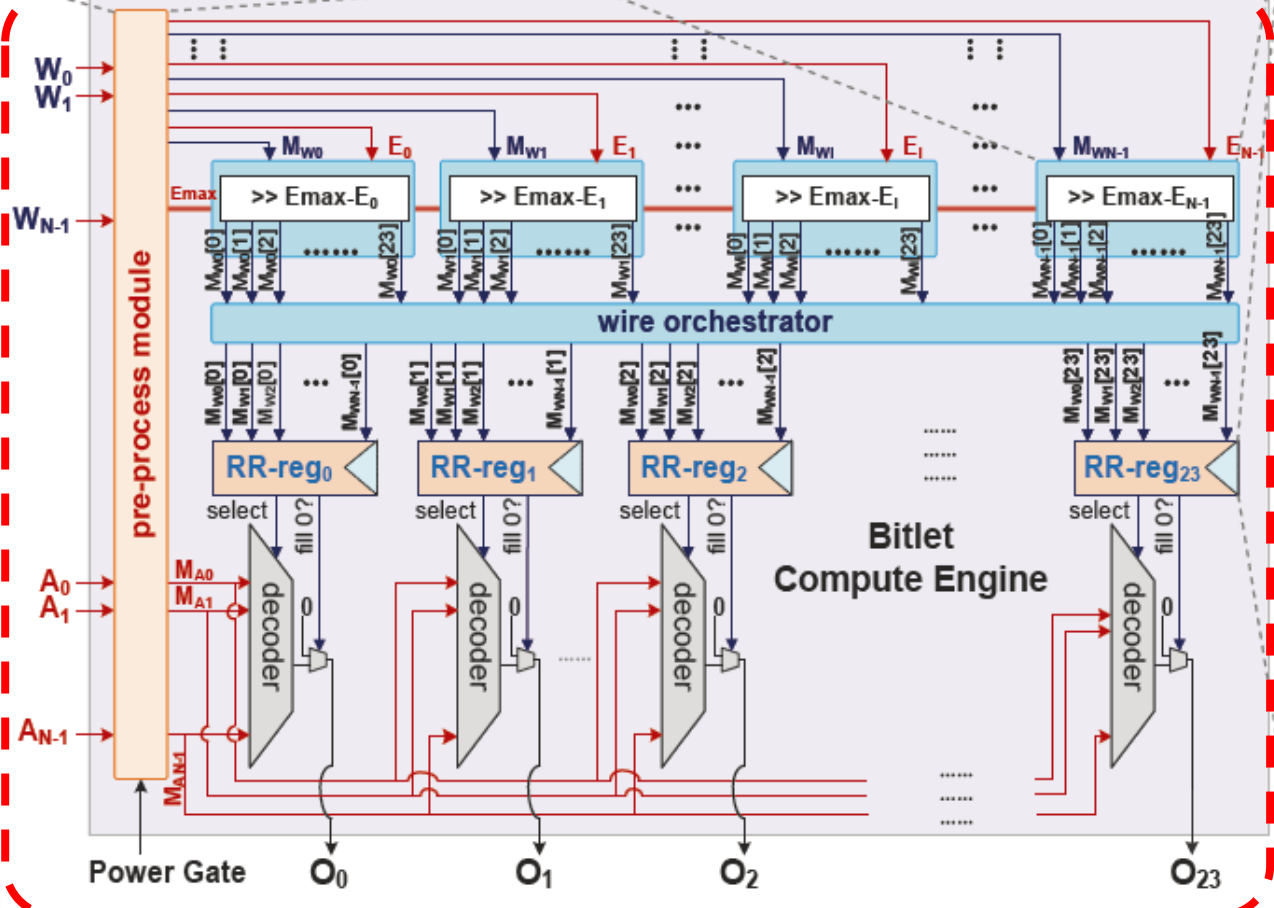 W0
W1
WN-1
MW0 E0 MW1 E1 MWI EI MWN-1 EN-1
Emax
>> Emax-E0 >> Emax-E1 >> Emax-EI >> Emax-EN-1
MW0[0] MW0[1] MW0[2] ...... MW0[23] MW1[0] MW1[1] MW1[2] ...... MW1[23] MWI[0] MWI[1] MWI[2] ...... MWI[23] MWN-1[0] MWN-1[1] MWN-1[2] ...... MWN-1[23]
wire orchestrator
MW0[0] MW1[0] MW2[0] ... MWN-1[0] MW0[1] MW1[1] MW2[1] ... MWN-1[1] MW0[2] MW1[2] MW2[2] ... MWN-1[2] MW0[23] MW1[23] MW2[23] ... MWN-1[23]
pre-process module
RR-reg0 RR-reg1 RR-reg2 RR-reg23
select fill 0? select fill 0? select fill 0? select fill 0?
Bitlet
Compute Engine
A0 MA0
A1 MA1
AN-1 MAN-1
decoder 0 decoder 0 decoder 0 decoder 0
Power Gate O0 O1 O2 O23